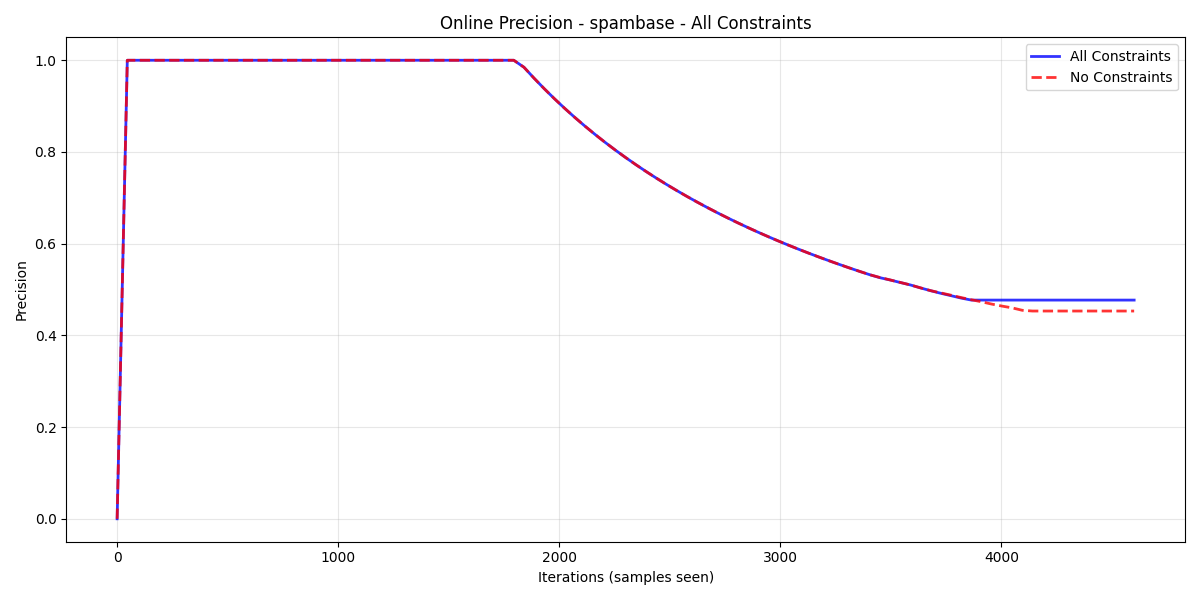 Online Precision - spambase - All Constraints
All Constraints
No Constraints
1.0
0.8
0.6
0.4
0.2
0.0
Precision
0 1000 2000 3000 4000
Iterations (samples seen)